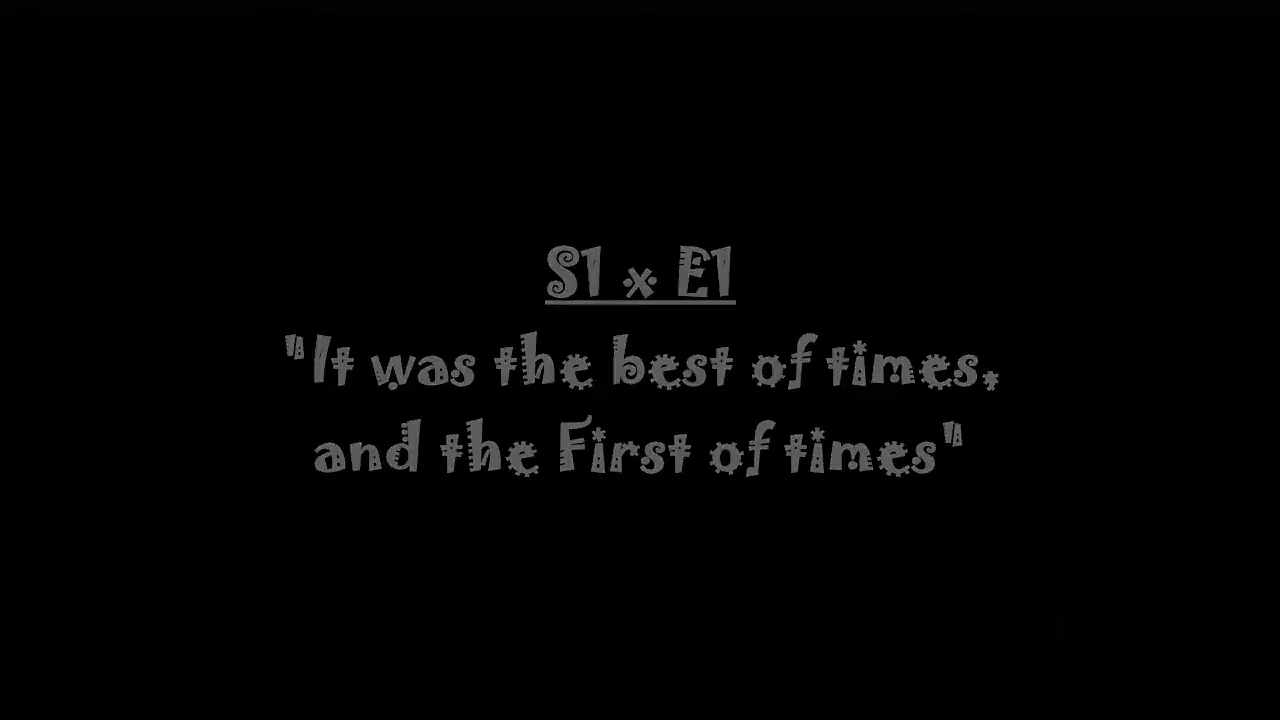 S1 x E1
"It was the best of times,
and the First of times"